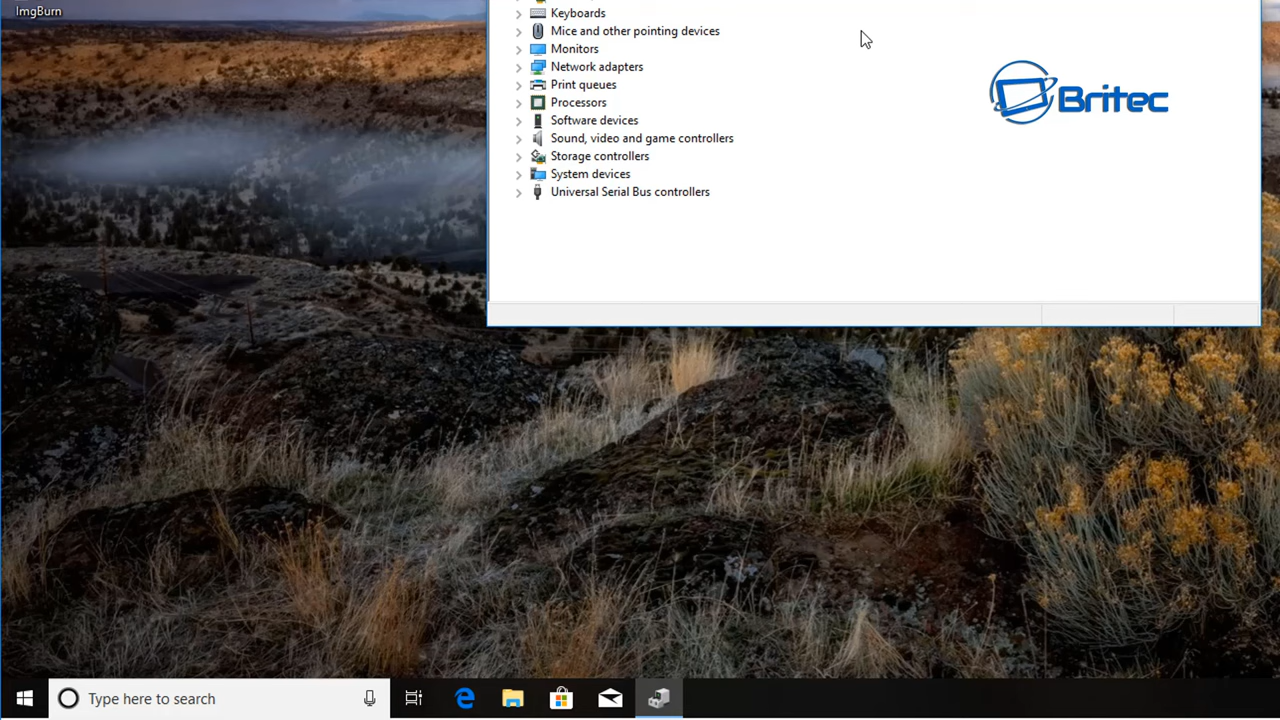 ImgBurn
Keyboards
Mice and other pointing devices
Monitors
Network adapters
Print queues
Processors
Software devices
Sound, video and game controllers
Storage controllers
System devices
Universal Serial Bus controllers
Britec
Type here to search